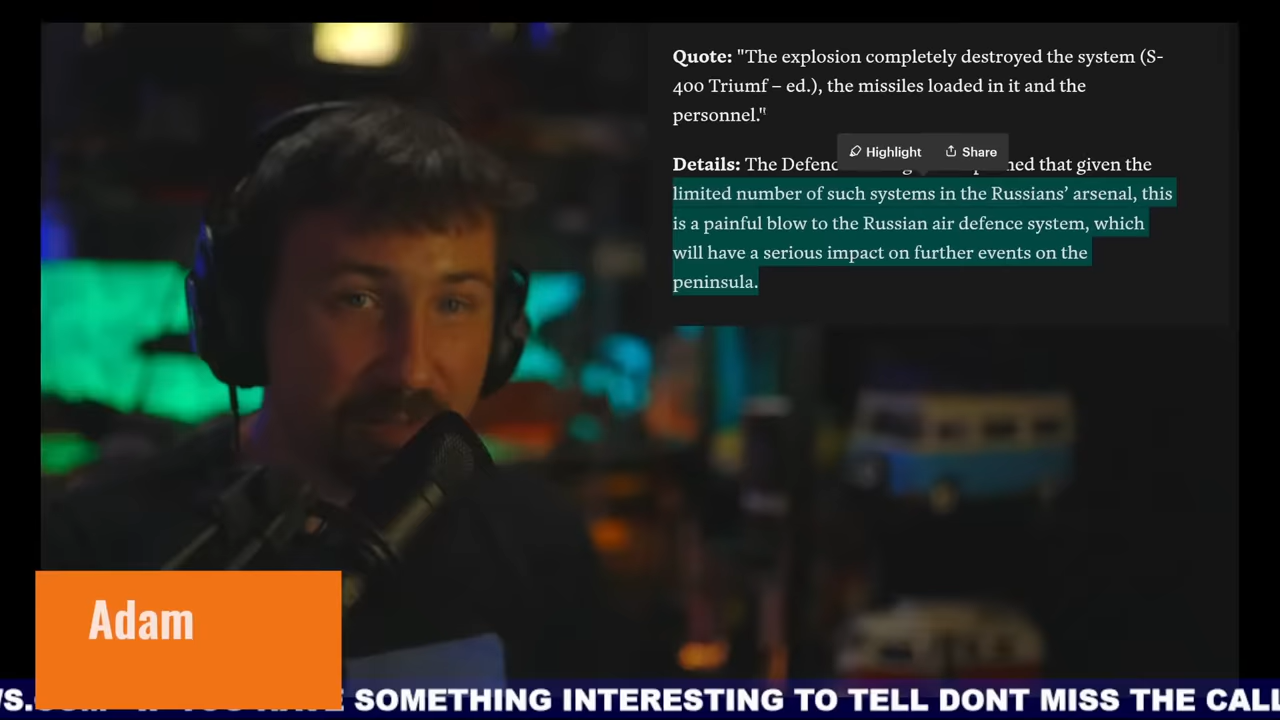 Quote: "The explosion completely destroyed the system (S-
400 Triumf – ed.), the missiles loaded in it and the
personnel."
Highlight Share
Details: The Defenc that given the
limited number of such systems in the Russians’ arsenal, this
is a painful blow to the Russian air defence system, which
will have a serious impact on further events on the
peninsula.
Adam
SOMETHING INTERESTING TO TELL DONT MISS THE CALL